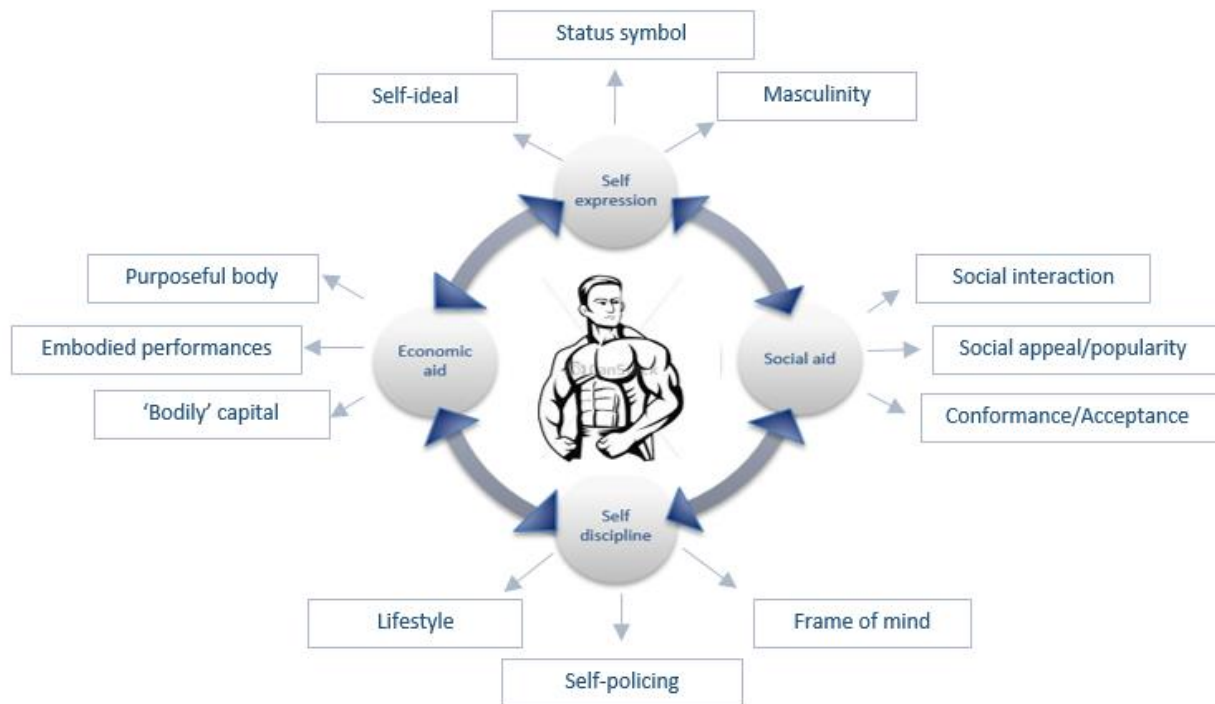 Status symbol
Self-ideal
Masculinity
Self
expression
Purposeful body
Social interaction
Embodied performances
Economic
aid
Social aid
Social appeal/popularity
‘Bodily’ capital
Conformance/Acceptance
Self
discipline
Lifestyle
Frame of mind
Self-policing